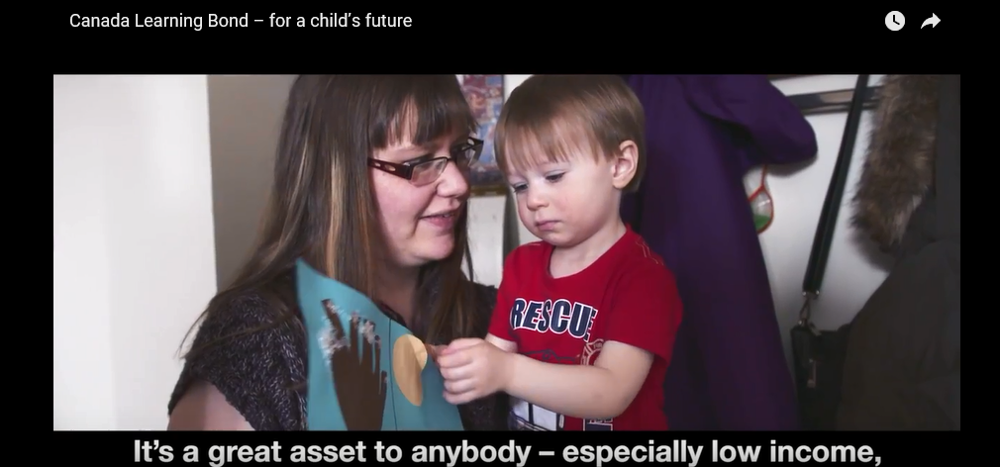 Canada Learning Bond – for a child's future
RESCUE
It's a great asset to anybody – especially low income,